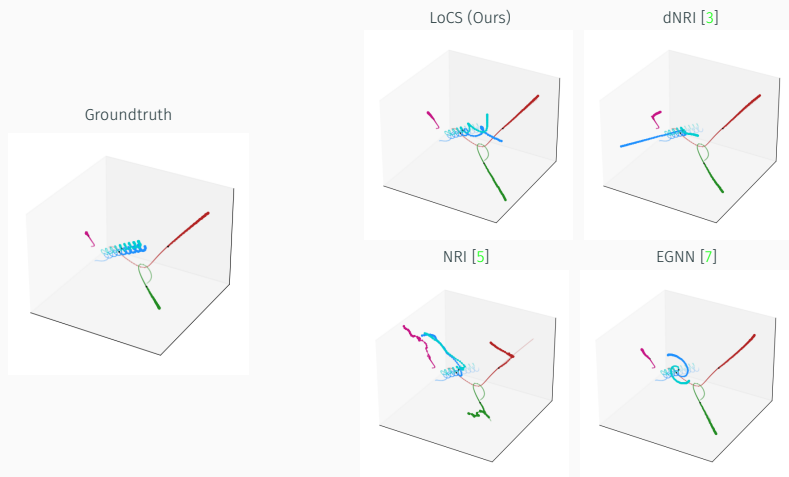 LoCS (Ours)
dNRI [3]
Groundtruth
NRI [5]
EGNN [7]